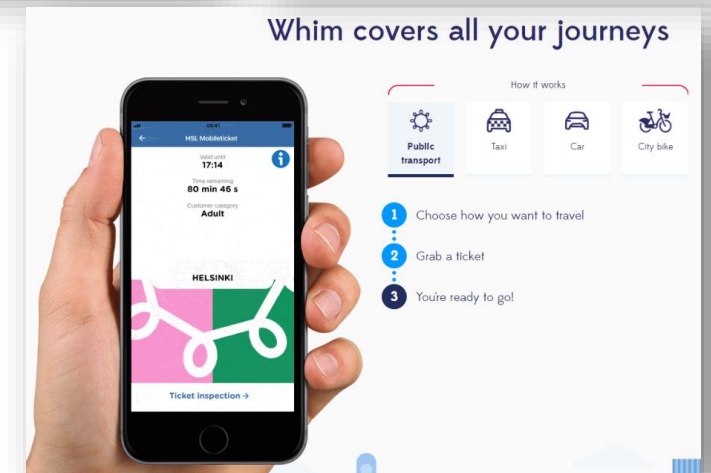 Whim covers all your journeys
How it works
Public transport
Taxi
Car
City bike
1 Choose how you want to travel
2 Grab a ticket
3 You're ready to go!
09:41
HSL Mobileticket
Valid until
17:14
Time remaining
80 min 46 s
Customer category
Adult
HELSINKI
Ticket inspection →